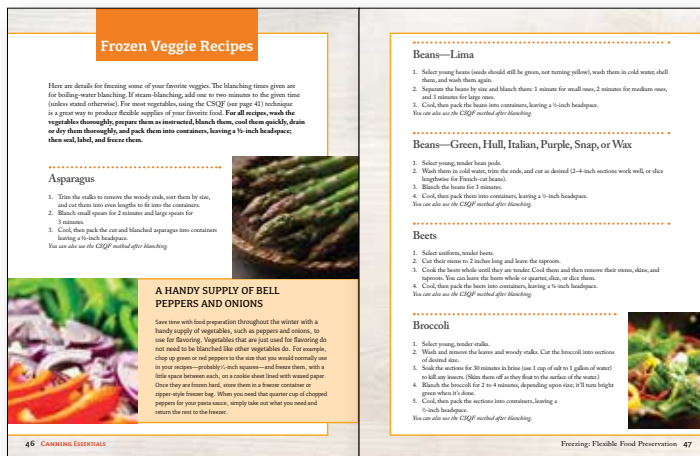 Frozen Veggie Recipes
Here are details for freezing some of your favorite veggies. The blanching times given are
for boiling-water blanching. If steam-blanching, add one to two minutes to the given time
(unless stated otherwise). For most vegetables, using the CSQF (see page 41) technique
is a great way to produce flexible supplies of your favorite food. For all recipes, wash the
vegetables thoroughly, prepare them as instructed, blanch them, cool them quickly, drain
or dry them thoroughly, and pack them into containers, leaving a ½-inch headspace;
then seal, label, and freeze them.
Asparagus
1. Trim the stalks to remove the woody ends, sort them by size,
and cut them into even lengths to fit into the containers.
2. Blanch small spears for 2 minutes and large spears for
3 minutes.
3. Cool, then pack the cut and blanched asparagus into containers
leaving a ½-inch headspace.
You can also use the CSQF method after blanching.
A HANDY SUPPLY OF BELL
PEPPERS AND ONIONS
Save time with food preparation throughout the winter with a
handy supply of vegetables, such as peppers and onions, to
use for flavoring. Vegetables that are just used for flavoring do
not need to be blanched like other vegetables do. For example,
chop up green or red peppers to the size that you would normally use
in your recipes—probably ½-inch squares—and freeze them, with a
little space between each, on a cookie sheet lined with waxed paper.
Once they are frozen hard, store them in a freezer container or
zipper-style freezer bag. When you need that quarter cup of chopped
peppers for your pasta sauce, simply take out what you need and
return the rest to the freezer.
46 CANNING ESSENTIALS
Beans—Lima
1. Select young beans (seeds should still be green, not turning yellow), wash them in cold water, shell
them, and wash them again.
2. Separate the beans by size and blanch them: 1 minute for small ones, 2 minutes for medium ones,
and 3 minutes for large ones.
3. Cool, then pack the beans into containers, leaving a ½-inch headspace.
You can also use the CSQF method after blanching.
Beans—Green, Hull, Italian, Purple, Snap, or Wax
1. Select young, tender bean pods.
2. Wash them in cold water, trim the ends, and cut as desired (2–4-inch sections work well, or slice
lengthwise for French-cut beans).
3. Blanch the beans for 3 minutes.
4. Cool, then pack them into containers, leaving a ½-inch headspace.
You can also use the CSQF method after blanching.
Beets
1. Select uniform, tender beets.
2. Cut their stems to 2 inches long and leave the taproots.
3. Cook the beets whole until they are tender. Cool them and then remove their stems, skins, and
taproots. You can leave the beets whole or quarter, slice, or dice them.
4. Cool, then pack the beets into containers, leaving a ½-inch headspace.
You can also use the CSQF method after blanching.
Broccoli
1. Select young, tender stalks.
2. Wash and remove the leaves and woody stalks. Cut the broccoli into sections
of desired size.
3. Soak the sections for 30 minutes in brine (use 1 cup of salt to 1 gallon of water)
to kill any insects. (Skim them off as they float to the surface of the water.)
4. Blanch the broccoli for 2 to 4 minutes, depending upon size; it'll turn bright
green when it's done.
5. Cool, then pack the sections into containers, leaving a
½-inch headspace.
You can also use the CSQF method after blanching.
Freezing: Flexible Food Preservation 47